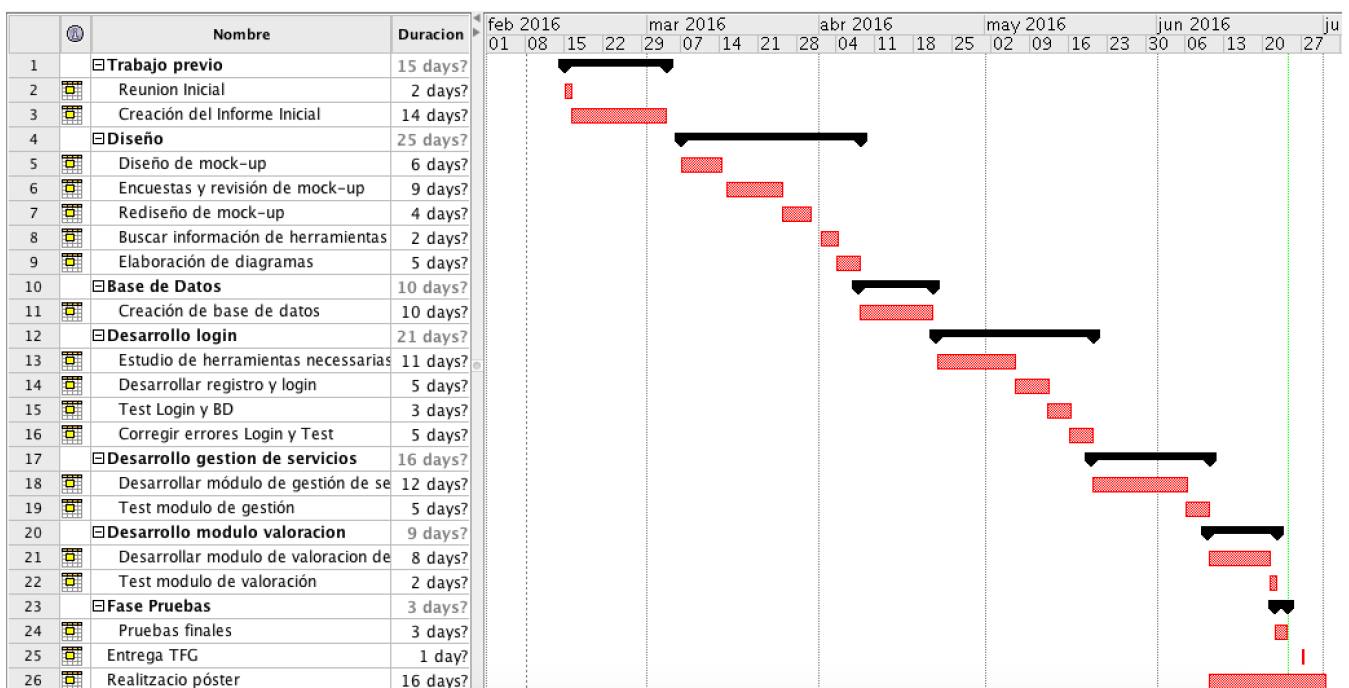 Nombre Duracion feb 2016 mar 2016 abr 2016 may 2016 jun 2016 ju
01 08 15 22 29 07 14 21 28 04 11 18 25 02 09 16 23 30 06 13 20 27
1 Trabajo previo 15 days?
2 Reunion Inicial 2 days?
3 Creación del Informe Inicial 14 days?
4 Diseño 25 days?
5 Diseño de mock-up 6 days?
6 Encuestas y revisión de mock-up 9 days?
7 Rediseño de mock-up 4 days?
8 Buscar información de herramientas 2 days?
9 Elaboración de diagramas 5 days?
10 Base de Datos 10 days?
11 Creación de base de datos 10 days?
12 Desarrollo login 21 days?
13 Estudio de herramientas necessarias 11 days?
14 Desarrollar registro y login 5 days?
15 Test Login y BD 3 days?
16 Corregir errores Login y Test 5 days?
17 Desarrollo gestion de servicios 16 days?
18 Desarrollar módulo de gestión de se 12 days?
19 Test modulo de gestión 5 days?
20 Desarrollo modulo valoracion 9 days?
21 Desarrollar modulo de valoracion de 8 days?
22 Test modulo de valoración 2 days?
23 Fase Pruebas 3 days?
24 Pruebas finales 3 days?
25 Entrega TFG 1 day?
26 Realitzacio póster 16 days?